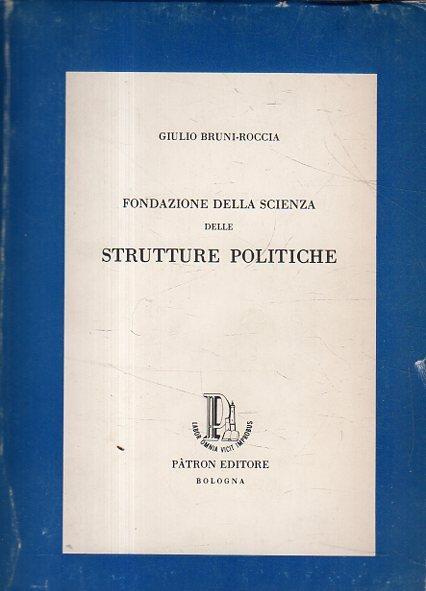 GIULIO BRUNI-ROCCIA
FONDAZIONE DELLA SCIENZA
DELLE
STRUTTURE POLITICHE
LABOR OMNIA VICIT IMPROBUS
PÀTRON EDITORE
BOLOGNA